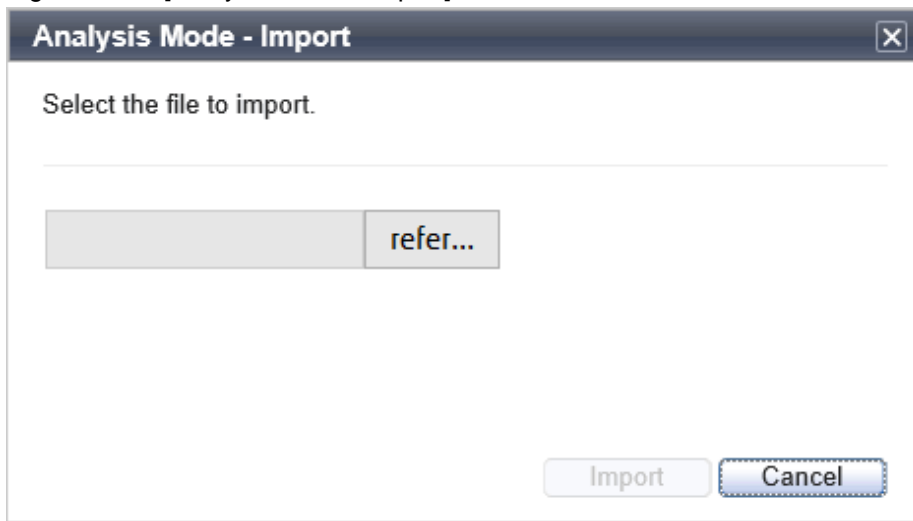 Analysis Mode - Import
Select the file to import.
refer...
Import Cancel